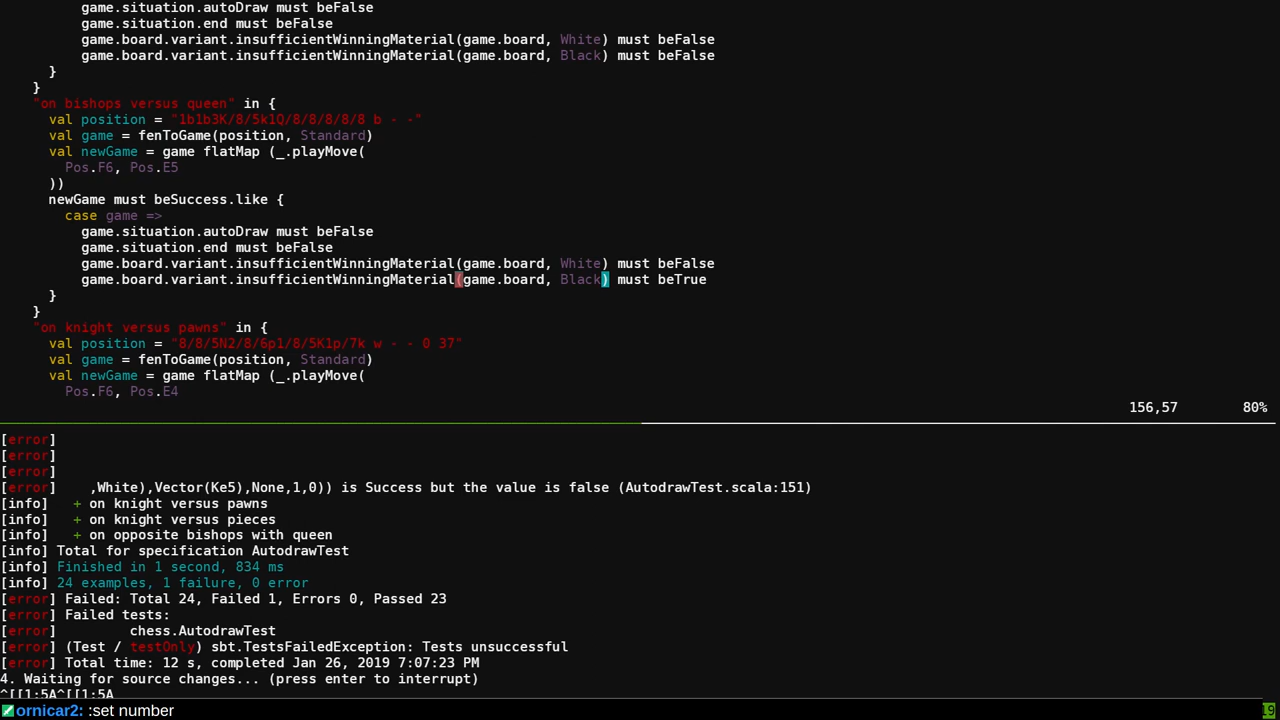 game.situation.autoDraw must beFalse
game.situation.end must beFalse
game.board.variant.insufficientWinningMaterial(game.board, White) must beFalse
game.board.variant.insufficientWinningMaterial(game.board, Black) must beFalse
}
}
"on bishops versus queen" in {
val position = "1b1b3K/8/5k1Q/8/8/8/8/8 b - -"
val game = fenToGame(position, Standard)
val newGame = game flatMap (_.playMove(
Pos.F6, Pos.E5
))
newGame must beSuccess.like {
case game =>
game.situation.autoDraw must beFalse
game.situation.end must beFalse
game.board.variant.insufficientWinningMaterial(game.board, White) must beFalse
game.board.variant.insufficientWinningMaterial(game.board, Black) must beTrue
}
}
"on knight versus pawns" in {
val position = "8/8/5N2/8/6p1/8/5K1p/7k w - - 0 37"
val game = fenToGame(position, Standard)
val newGame = game flatMap (_.playMove(
Pos.F6, Pos.E4
156,57 80%
[error]
[error]
[error]
[error] ,White),Vector(Ke5),None,1,0)) is Success but the value is false (AutodrawTest.scala:151)
[info] + on knight versus pawns
[info] + on knight versus pieces
[info] + on opposite bishops with queen
[info] Total for specification AutodrawTest
[info] Finished in 1 second, 834 ms
[info] 24 examples, 1 failure, 0 error
[error] Failed: Total 24, Failed 1, Errors 0, Passed 23
[error] Failed tests:
[error] chess.AutodrawTest
[error] (Test / testOnly) sbt.TestsFailedException: Tests unsuccessful
[error] Total time: 12 s, completed Jan 26, 2019 7:07:23 PM
4. Waiting for source changes... (press enter to interrupt)
^[[1;5A^[[1;5A
ornicar2: :set number
19